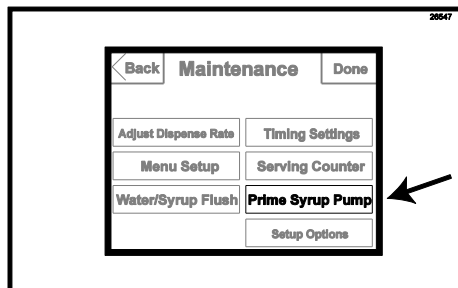 26547
Back Maintenance Done
Adjust Dispense Rate Timing Settings
Menu Setup Serving Counter
Water/Syrup Flush Prime Syrup Pump
Setup Options